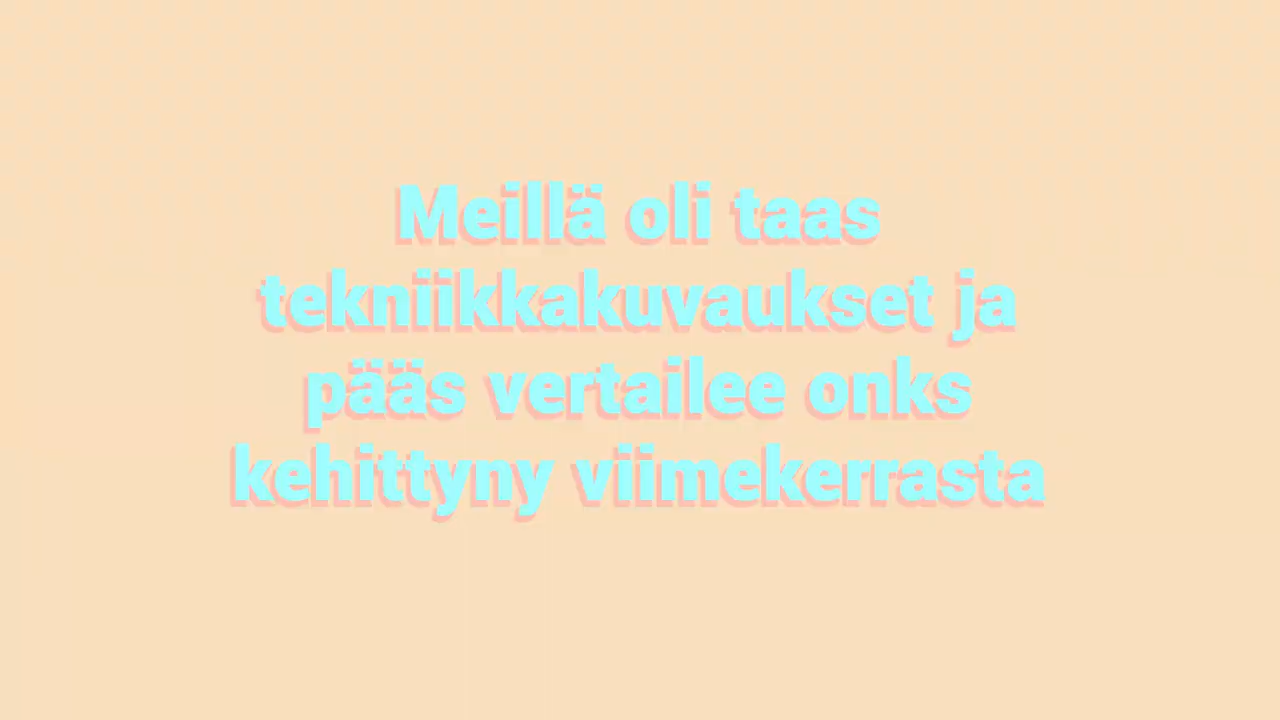 Meillä oli taas
tekniikkakuvaukset ja
pääs vertailee onks
kehittyny viimekerrasta